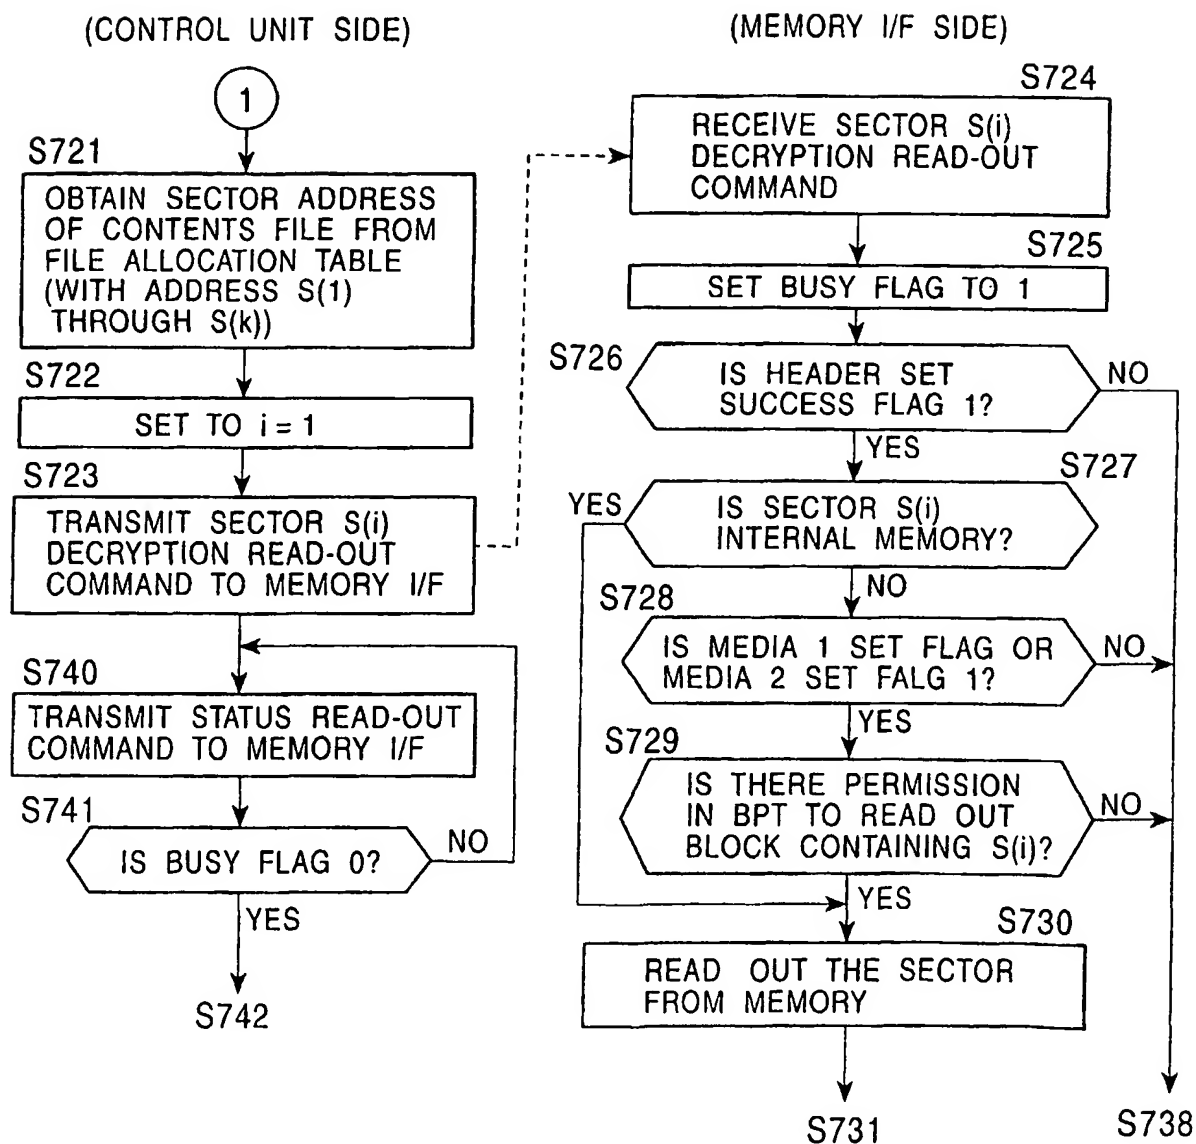 (CONTROL UNIT SIDE)
1
S721
OBTAIN SECTOR ADDRESS
OF CONTENTS FILE FROM
FILE ALLOCATION TABLE
(WITH ADDRESS S(1)
THROUGH S(k))
S722
SET TO i = 1
S723
TRANSMIT SECTOR S(i)
DECRYPTION READ-OUT
COMMAND TO MEMORY I/F
S740
TRANSMIT STATUS READ-OUT
COMMAND TO MEMORY I/F
S741
IS BUSY FLAG 0?
NO
YES
S742
(MEMORY I/F SIDE)
S724
RECEIVE SECTOR S(i)
DECRYPTION READ-OUT
COMMAND
S725
SET BUSY FLAG TO 1
S726
IS HEADER SET
SUCCESS FLAG 1?
NO
YES
S727
YES
IS SECTOR S(i)
INTERNAL MEMORY?
NO
S728
IS MEDIA 1 SET FLAG OR
MEDIA 2 SET FALG 1?
NO
YES
S729
IS THERE PERMISSION
IN BPT TO READ OUT
BLOCK CONTAINING S(i)?
NO
YES
S730
READ OUT THE SECTOR
FROM MEMORY
S731
S738